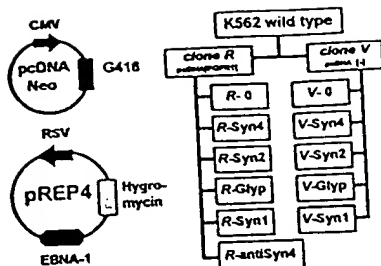 CMV
pcDNA
Neo
G418
RSV
pREP4
Hygro-
mycin
EBNA-1
K562 wild type
clone R
clone V
R- 0
V- 0
R-Syn4
V-Syn4
R-Syn2
V-Syn2
R-Glyp
V-Glyp
R-Syn1
V-Syn1
R-antiSyn4